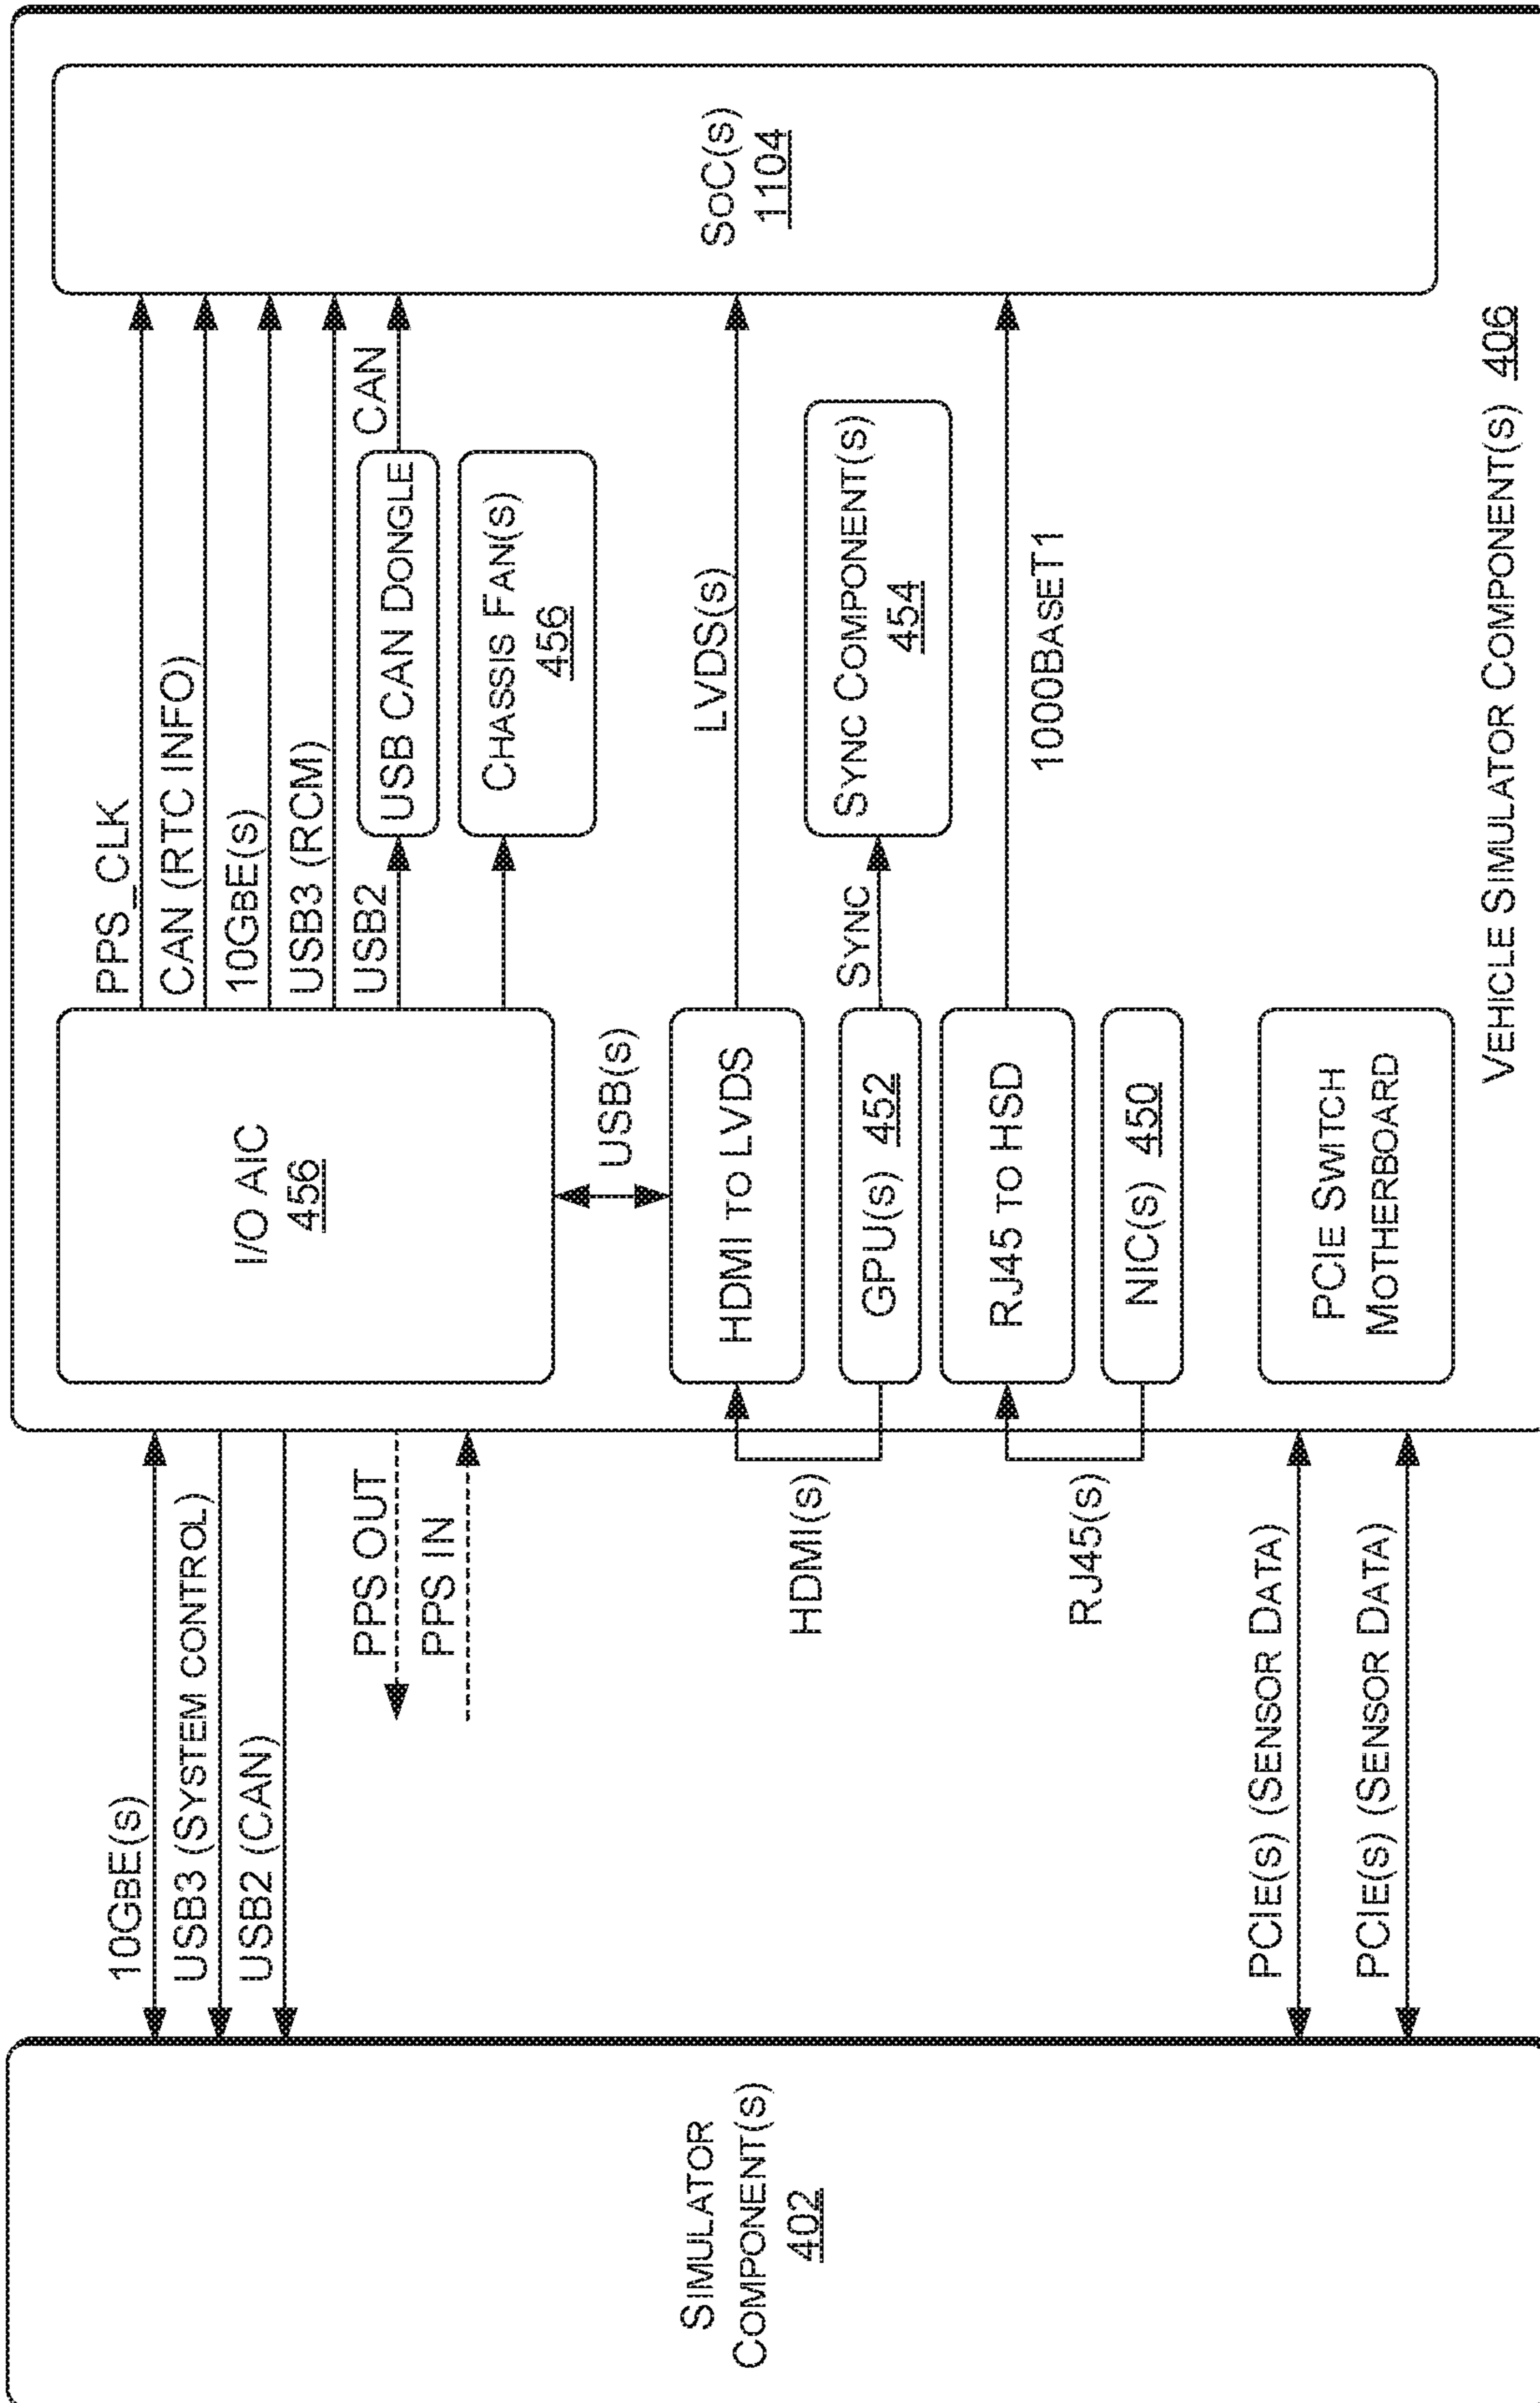 SIMULATOR
COMPONENT(S)
402
10GBE(S)
USB3 (SYSTEM CONTROL)
USB2 (CAN)
PPS OUT
PPS IN
HDMI(S)
RJ45(S)
PCIE(S) (SENSOR DATA)
PCIE(S) (SENSOR DATA)
I/O AIC
456
USB(S)
HDMI TO LVDS
GPU(S) 452
RJ45 TO HSD
NIC(S) 450
PCIE SWITCH
MOTHERBOARD
PPS_CLK
CAN (RTC INFO)
10GBE(S)
USB3 (RCM)
USB2
USB CAN DONGLE
CAN
CHASSIS FAN(S)
456
LVDS(S)
SYNC
SYNC COMPONENT(S)
454
1000BASET1
SOC(S)
1104
VEHICLE SIMULATOR COMPONENT(S) 406